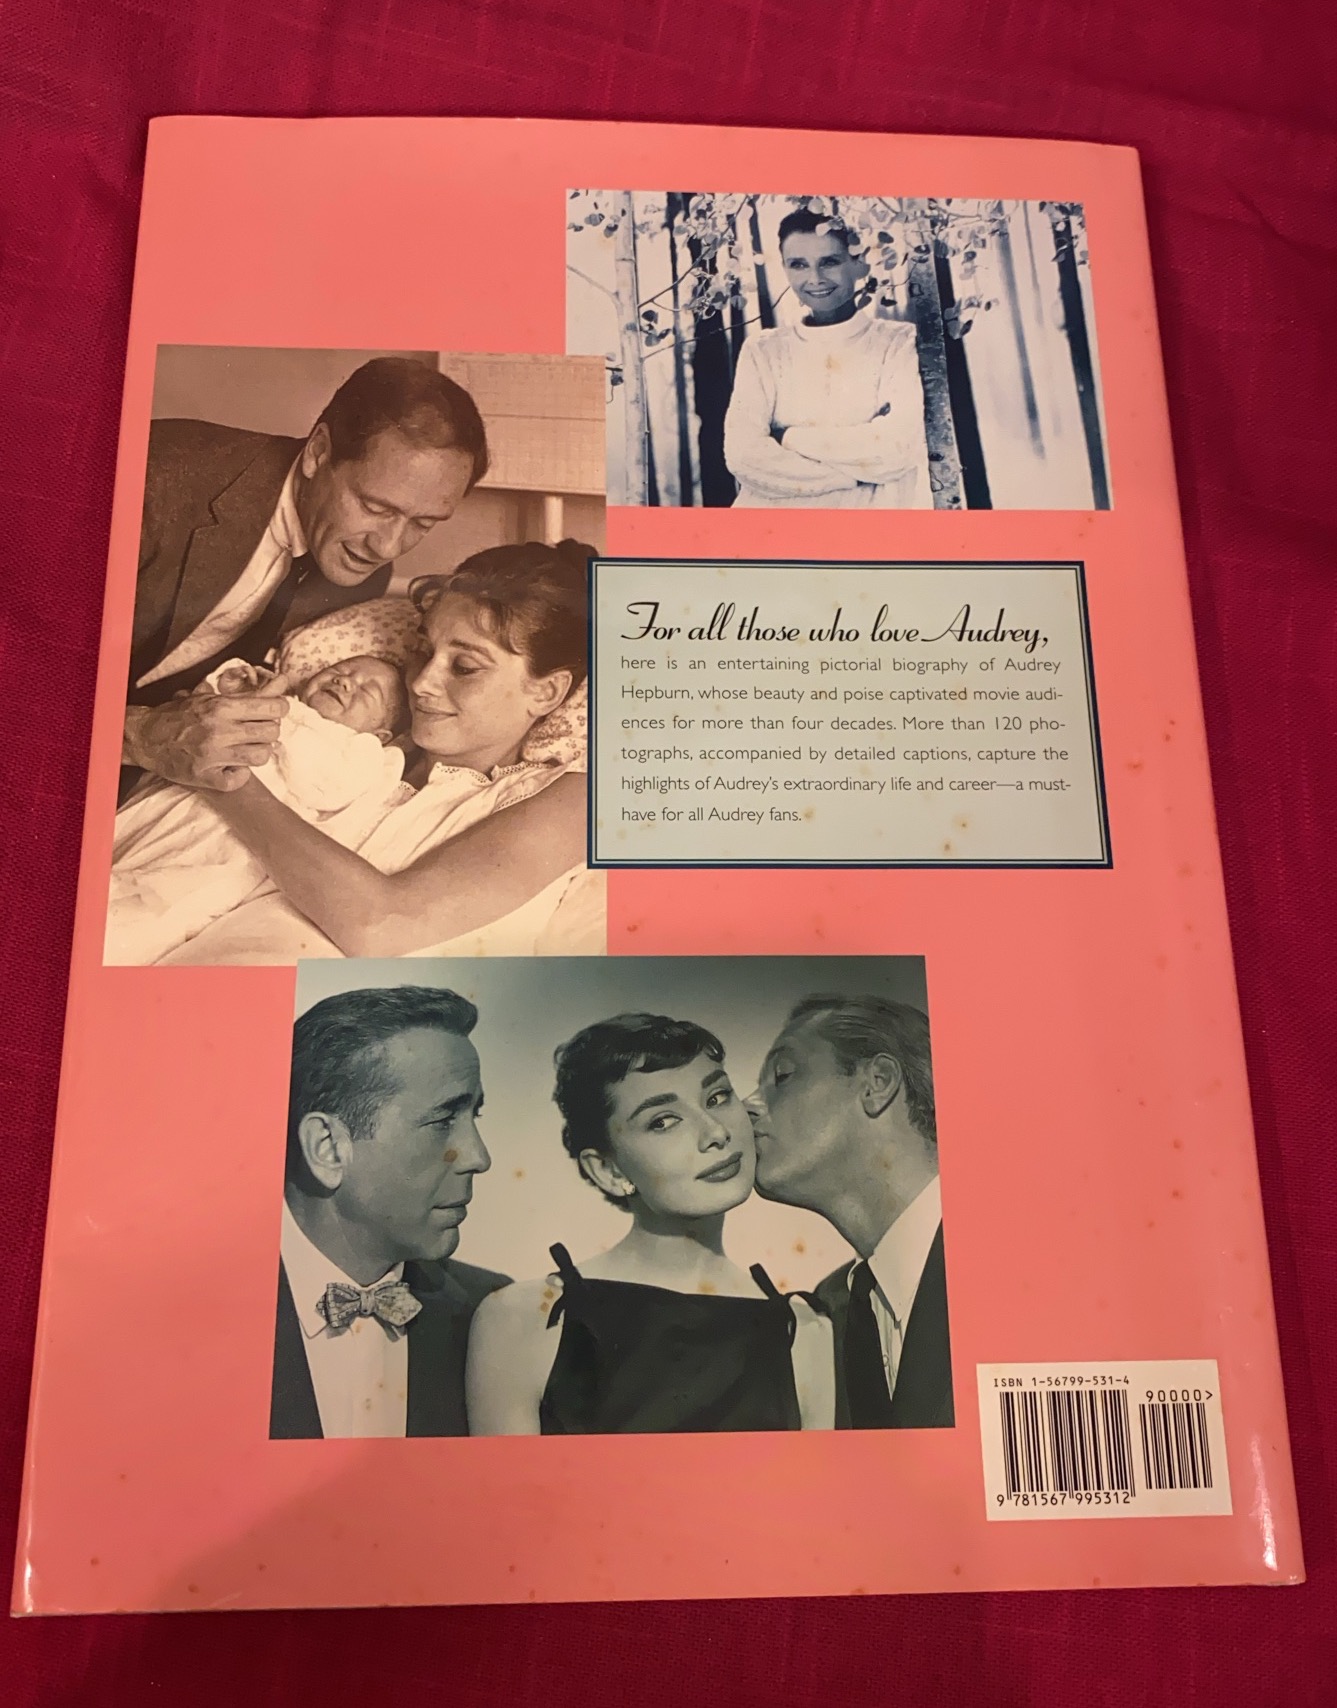 For all those who love Audrey,
here is an entertaining pictorial biography of Audrey
Hepburn, whose beauty and poise captivated movie audi-
ences for more than four decades. More than 120 pho-
tographs, accompanied by detailed captions, capture the
highlights of Audrey's extraordinary life and career—a must-
have for all Audrey fans.
ISBN 1-56799-531-4
90000>
9 781567 995312